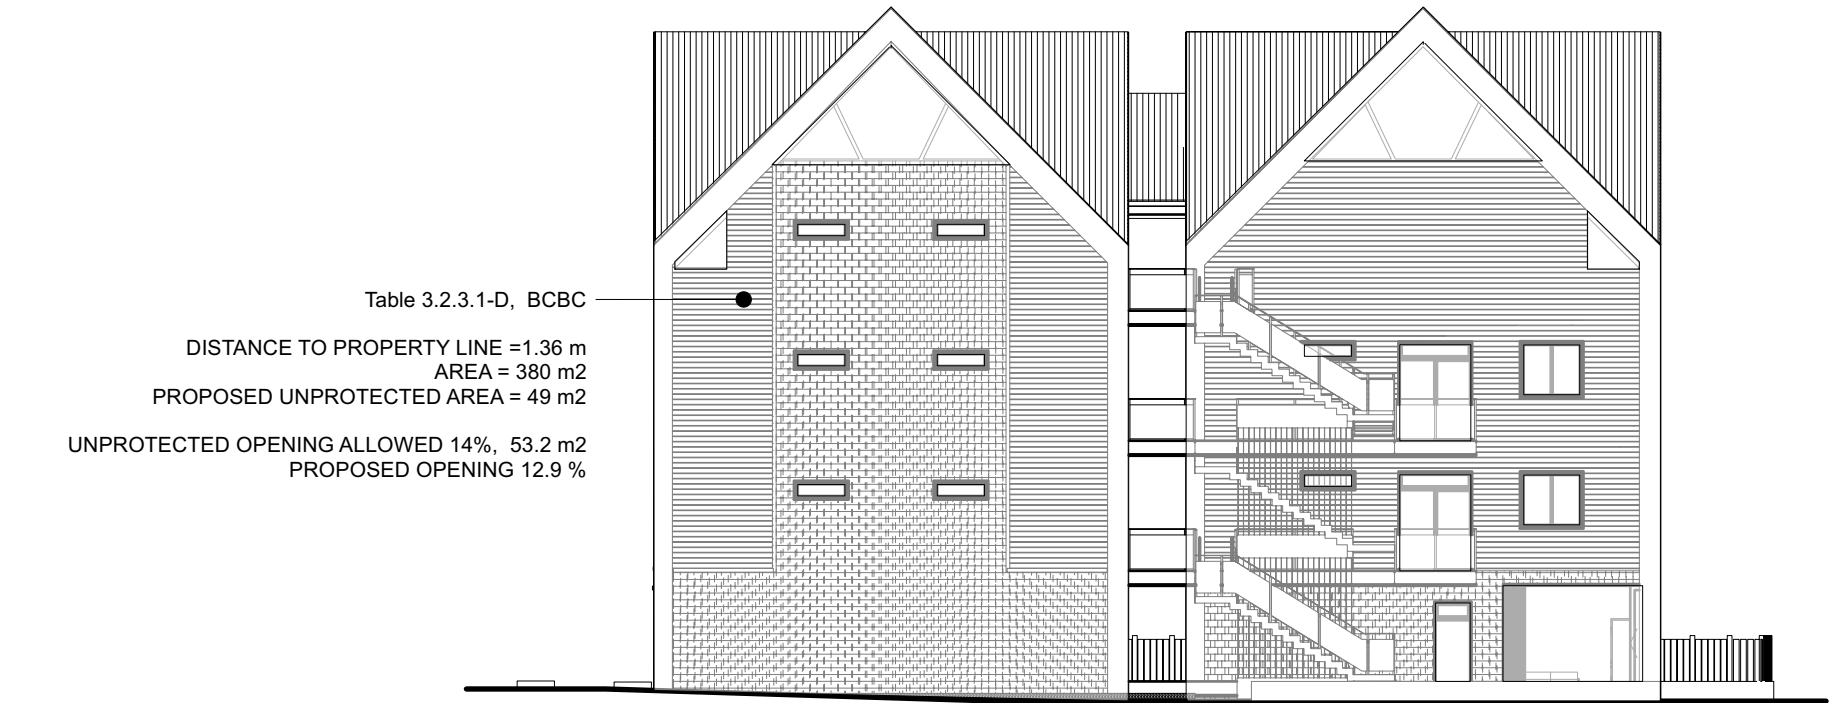 Table 3.2.3.1-D, BCBC
DISTANCE TO PROPERTY LINE =1.36 m
AREA = 380 m2
PROPOSED UNPROTECTED AREA = 49 m2
UNPROTECTED OPENING ALLOWED 14%, 53.2 m2
PROPOSED OPENING 12.9 %